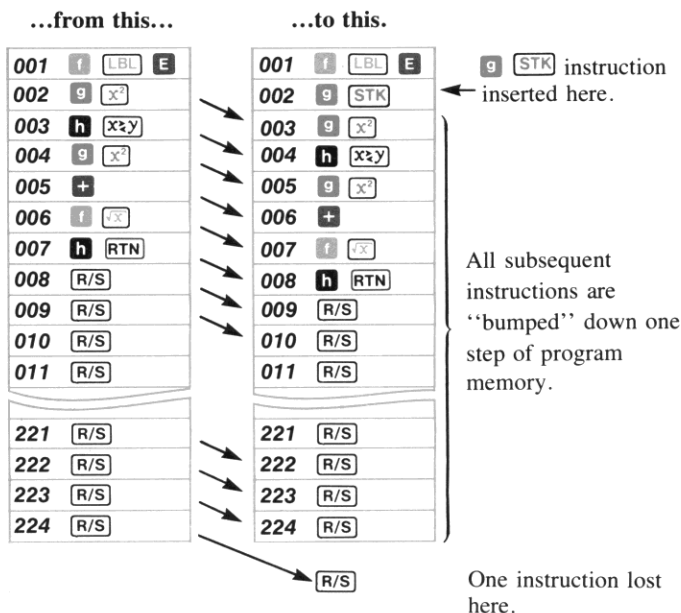 ...from this... ...to this.
001 f LBL E 001 f LBL E g STK instruction
002 g x² 002 g STK inserted here.
003 h x≷y 003 g x²
004 g x² 004 h x≷y
005 + 005 g x²
006 f √x 006 +
007 h RTN 007 f √x
008 R/S 008 h RTN All subsequent
009 R/S 009 R/S instructions are
010 R/S 010 R/S ‘‘bumped’’ down one
011 R/S 011 R/S step of program
memory.
221 R/S 221 R/S
222 R/S 222 R/S
223 R/S 223 R/S
224 R/S 224 R/S
R/S One instruction lost
here.